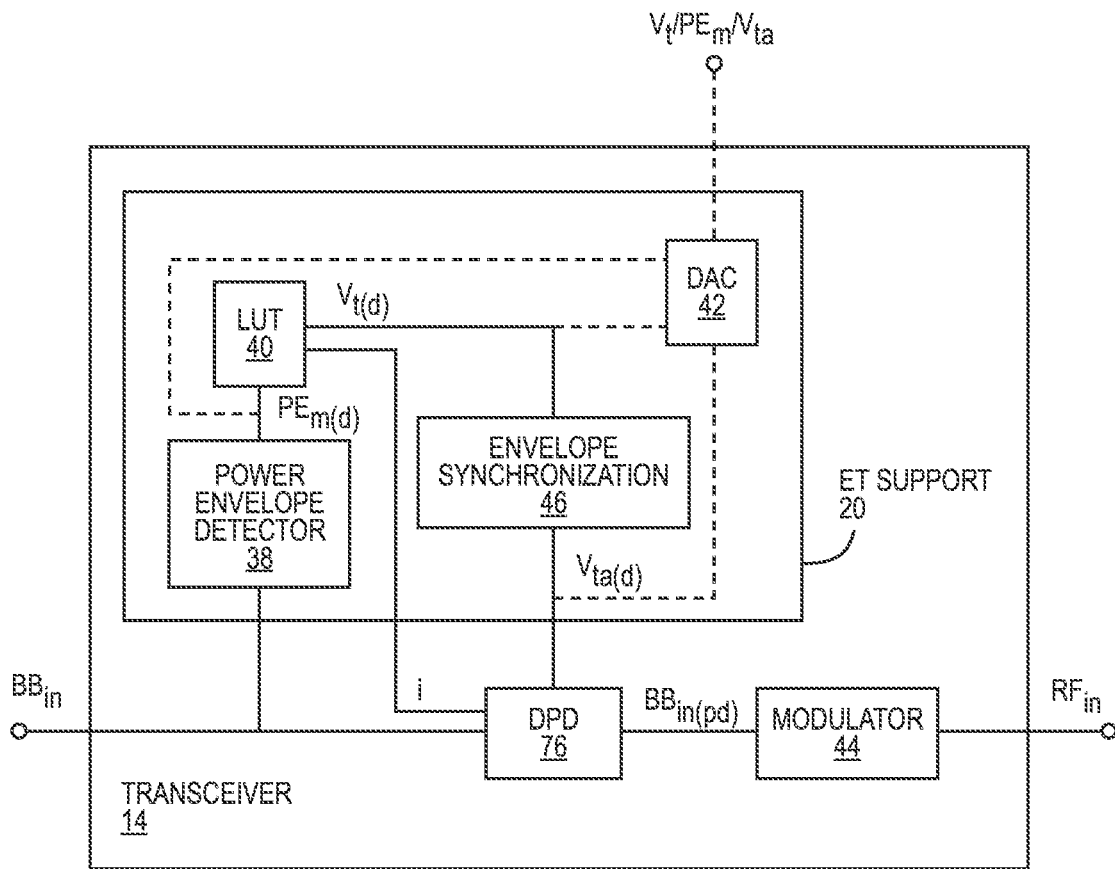 Vt/PEm/Vta
DAC
42
Vt(d)
LUT
40
PEm(d)
POWER
ENVELOPE
DETECTOR
38
ENVELOPE
SYNCHRONIZATION
46
ET SUPPORT
20
Vta(d)
BBin
i
DPD
76
BBin(pd)
MODULATOR
44
RFin
TRANSCEIVER
14